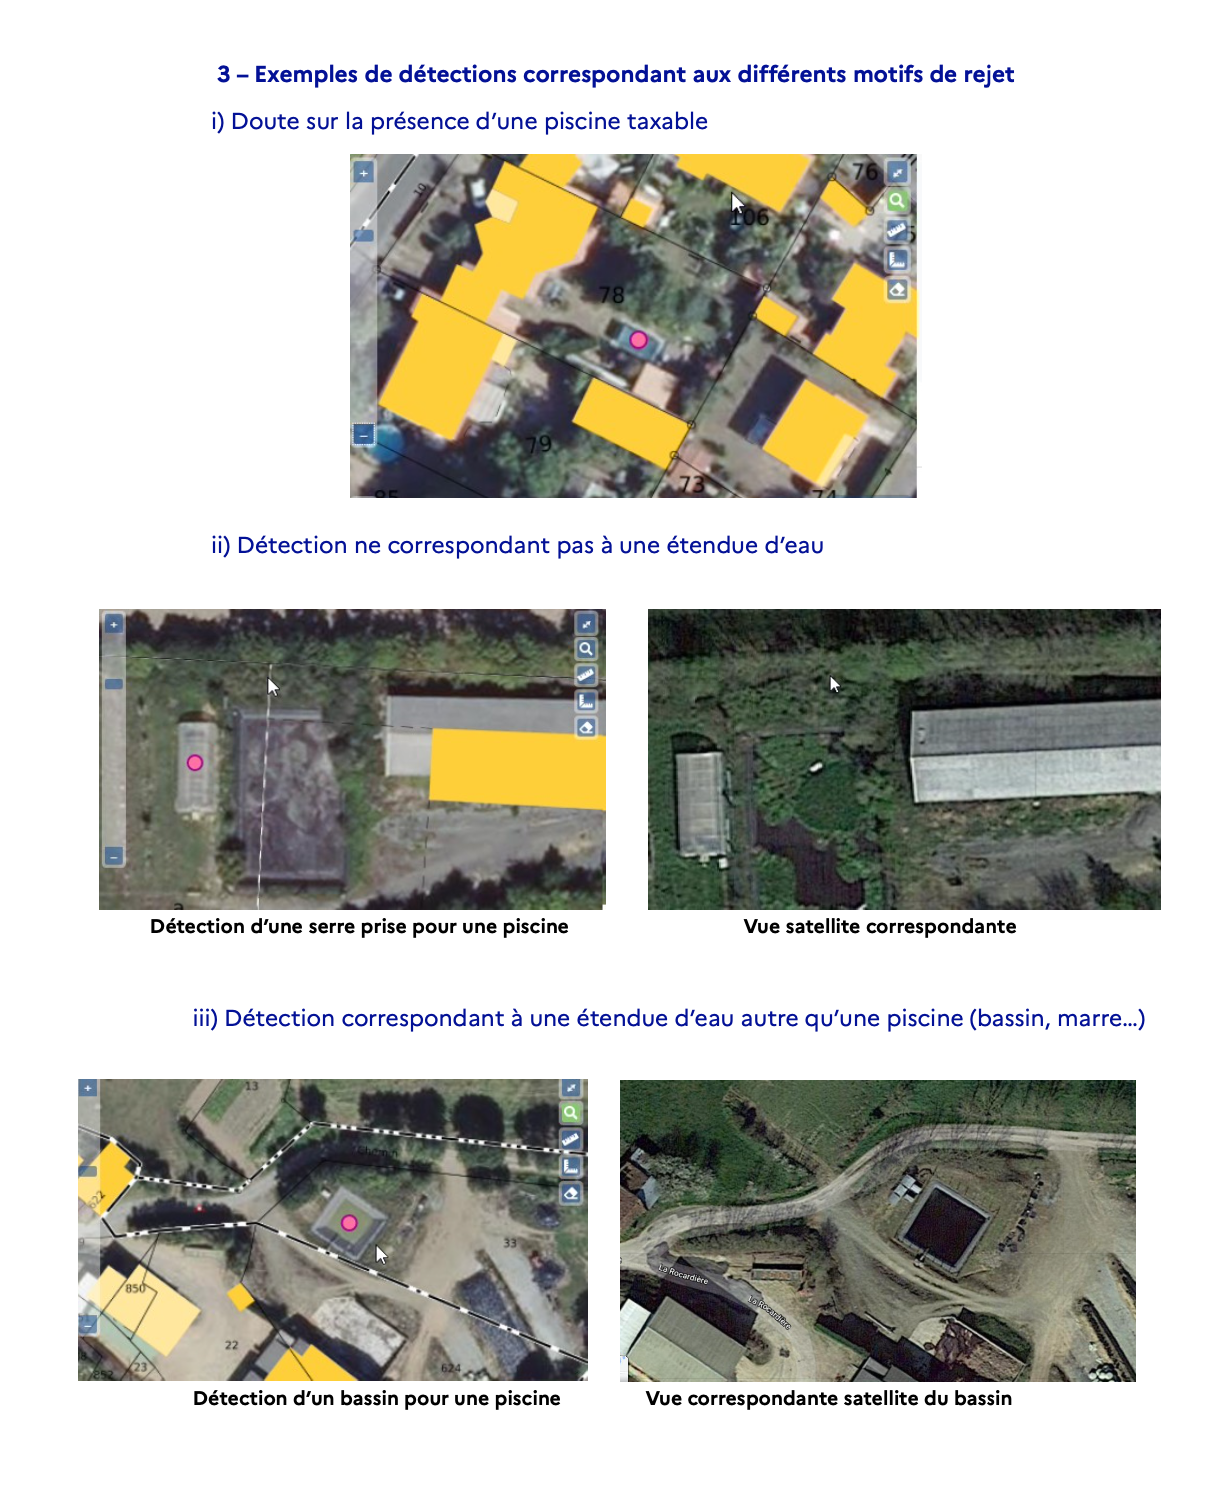 3 – Exemples de détections correspondant aux différents motifs de rejet
i) Doute sur la présence d’une piscine taxable
76
106
78
79
73
ii) Détection ne correspondant pas à une étendue d’eau
Détection d’une serre prise pour une piscine
Vue satellite correspondante
iii) Détection correspondant à une étendue d’eau autre qu’une piscine (bassin, marre...)
13
33
850
22
23
624
La Rocardière
La Rocardière
Détection d’un bassin pour une piscine
Vue correspondante satellite du bassin